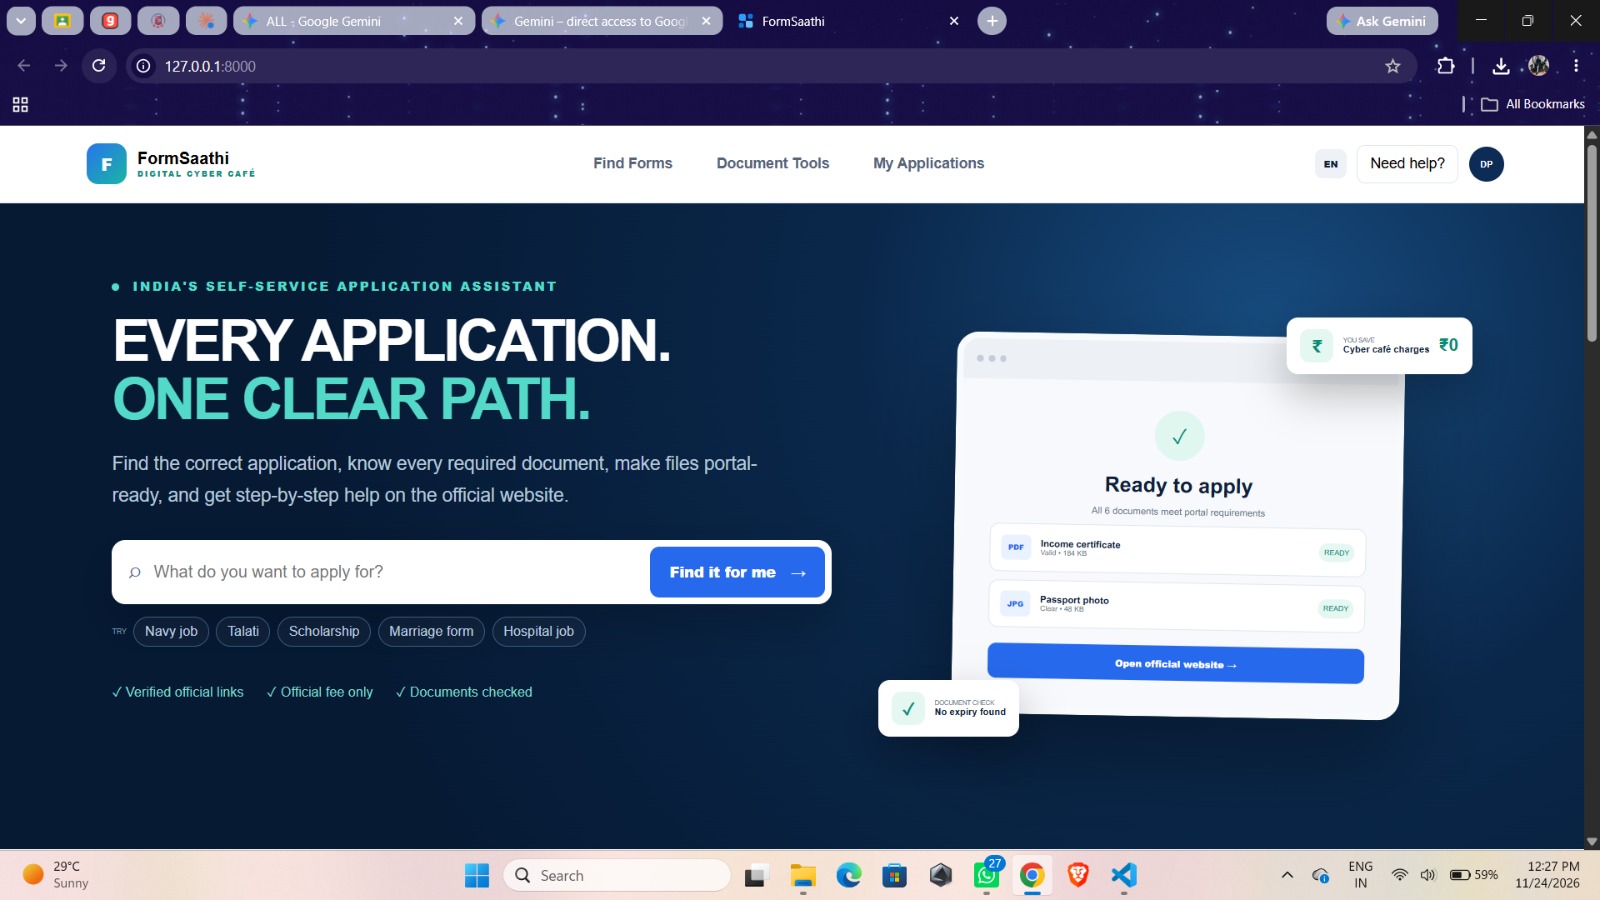 ALL - Google Gemini
Gemini – direct access to Goog
FormSaathi
Ask Gemini
127.0.0.1:8000
All Bookmarks
F
FormSaathi
DIGITAL CYBER CAFÉ
Find Forms
Document Tools
My Applications
EN
Need help?
DP
INDIA'S SELF-SERVICE APPLICATION ASSISTANT
EVERY APPLICATION.
ONE CLEAR PATH.
Find the correct application, know every required document, make files portal-
ready, and get step-by-step help on the official website.
What do you want to apply for?
Find it for me →
TRY
Navy job
Talati
Scholarship
Marriage form
Hospital job
✓ Verified official links
✓ Official fee only
✓ Documents checked
₹
YOU SAVE
Cyber café charges
₹0
✓
Ready to apply
All 6 documents meet portal requirements
PDF
Income certificate
Valid • 184 KB
READY
JPG
Passport photo
Clear • 48 KB
READY
Open official website →
✓
DOCUMENT CHECK
No expiry found
29°C
Sunny
Search
27
ENG
IN
59%
12:27 PM
11/24/2026